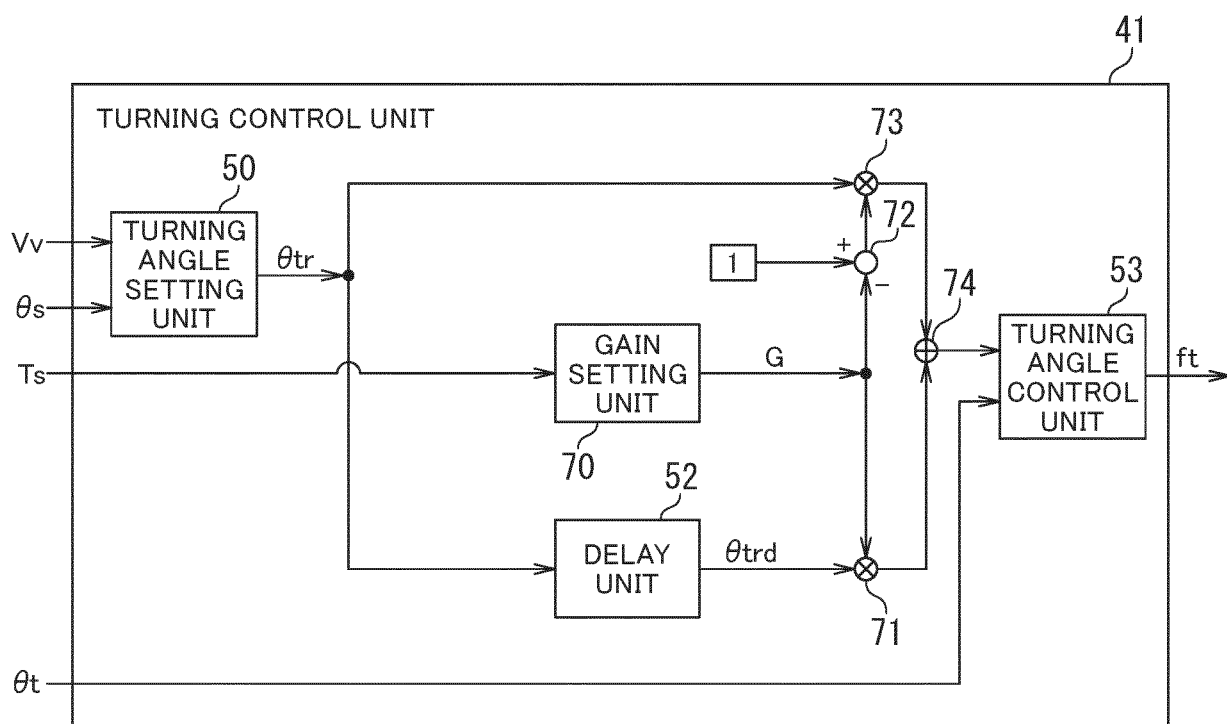 41
TURNING CONTROL UNIT
73
50
Vv
θs
TURNING
ANGLE
SETTING
UNIT
θtr
72
+
1
−
74
53
Ts
GAIN
SETTING
UNIT
G
70
TURNING
ANGLE
CONTROL
UNIT
ft
52
DELAY
UNIT
θtrd
71
θt